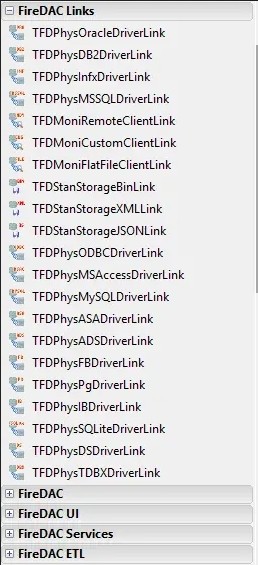 FireDAC Links
TFDPhysOracleDriverLink
TFDPhysDB2DriverLink
TFDPhysInfxDriverLink
TFDPhysMSSQLDriverLink
TFDMoniRemoteClientLink
TFDMoniCustomClientLink
TFDMoniFlatFileClientLink
TFDStanStorageBinLink
TFDStanStorageXMLLink
TFDStanStorageJSONLink
TFDPhysODBCDriverLink
TFDPhysMSAccessDriverLink
TFDPhysMySQLDriverLink
TFDPhysASADriverLink
TFDPhysADSDriverLink
TFDPhysFBDriverLink
TFDPhysPgDriverLink
TFDPhysIBDriverLink
TFDPhysSQLiteDriverLink
TFDPhysDSDriverLink
TFDPhysTDBXDriverLink
FireDAC
FireDAC UI
FireDAC Services
FireDAC ETL